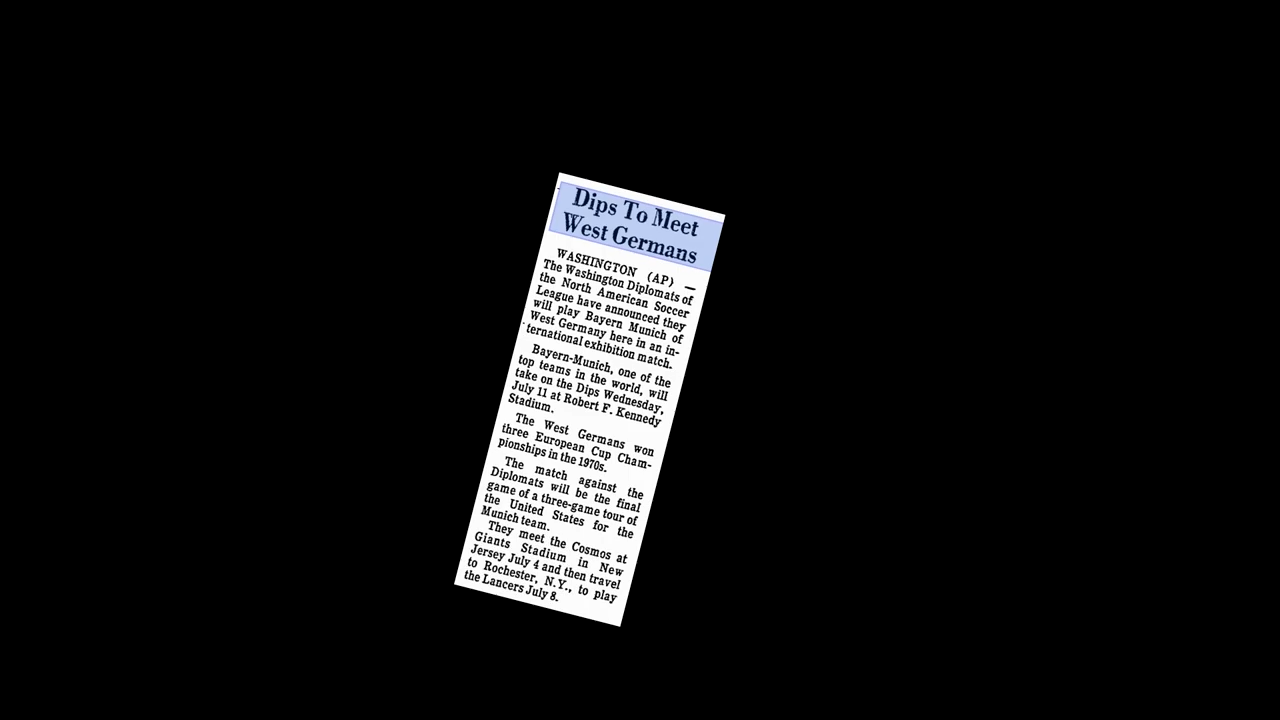 Dips To Meet
West Germans
WASHINGTON (AP) —
The Washington Diplomats of
the North American Soccer
League have announced they
will play Bayern Munich of
West Germany here in an in-
ternational exhibition match.
Bayern-Munich, one of the
top teams in the world, will
take on the Dips Wednesday,
July 11 at Robert F. Kennedy
Stadium.
The West Germans won
three European Cup Cham-
pionships in the 1970s.
The match against the
Diplomats will be the final
game of a three-game tour of
the United States for the
Munich team.
They meet the Cosmos at
Giants Stadium in New
Jersey July 4 and then travel
to Rochester, N.Y., to play
the Lancers July 8.